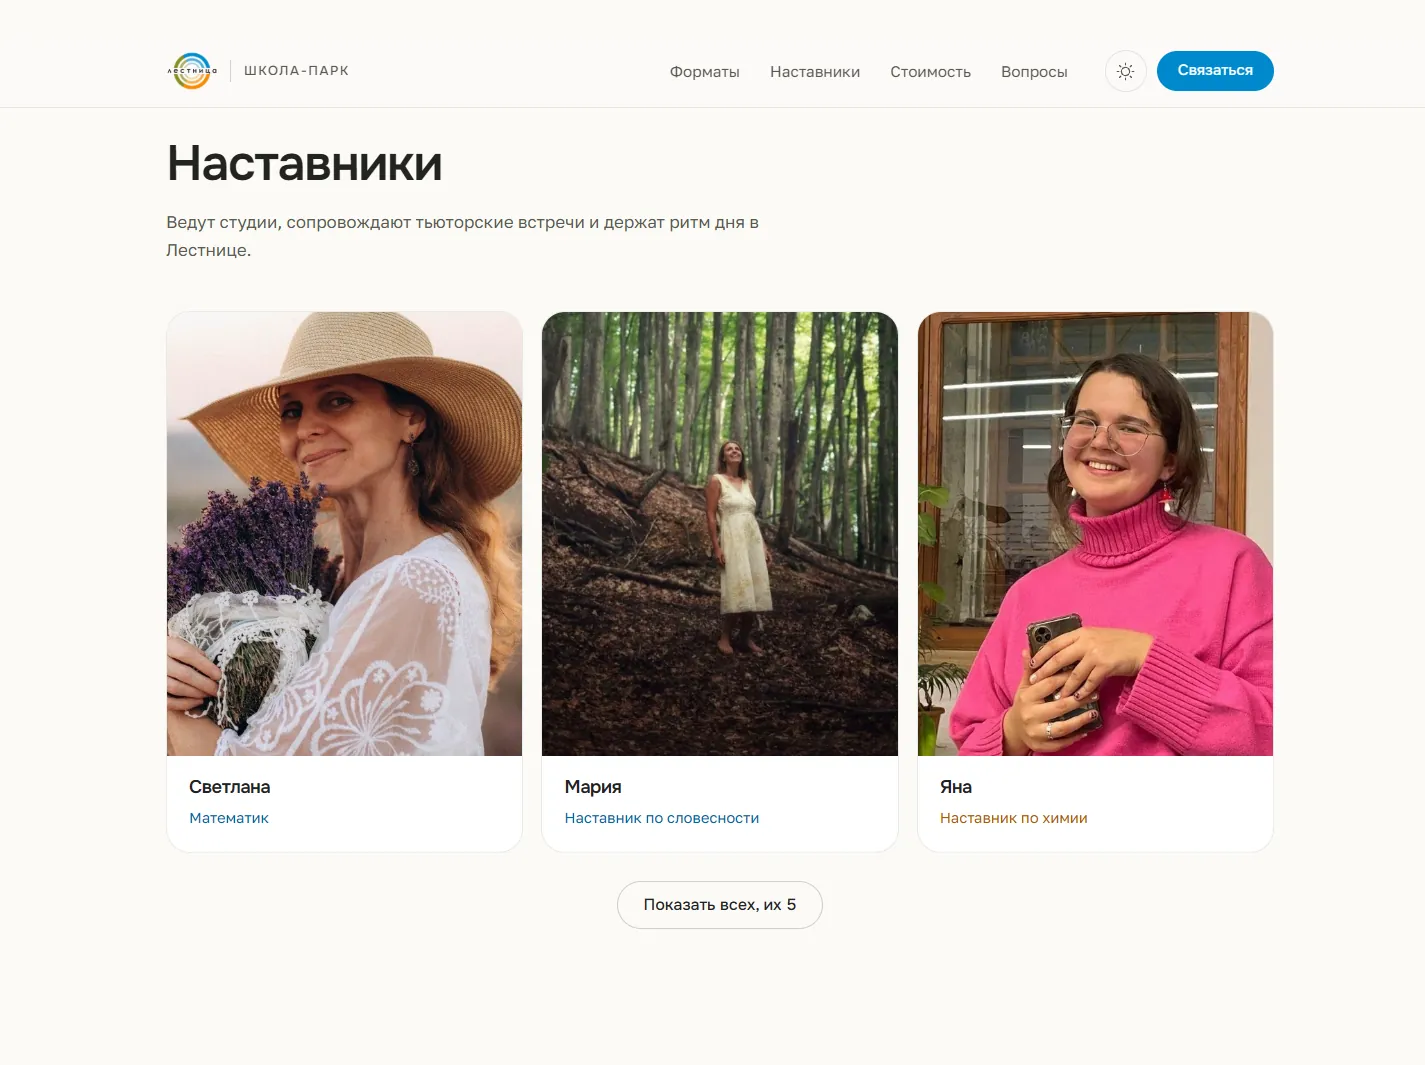 лестница
ШКОЛА-ПАРК
Форматы
Наставники
Стоимость
Вопросы
Связаться
Наставники
Ведут студии, сопровождают тьюторские встречи и держат ритм дня в
Лестнице.
Светлана
Математик
Мария
Наставник по словесности
Яна
Наставник по химии
Показать всех, их 5